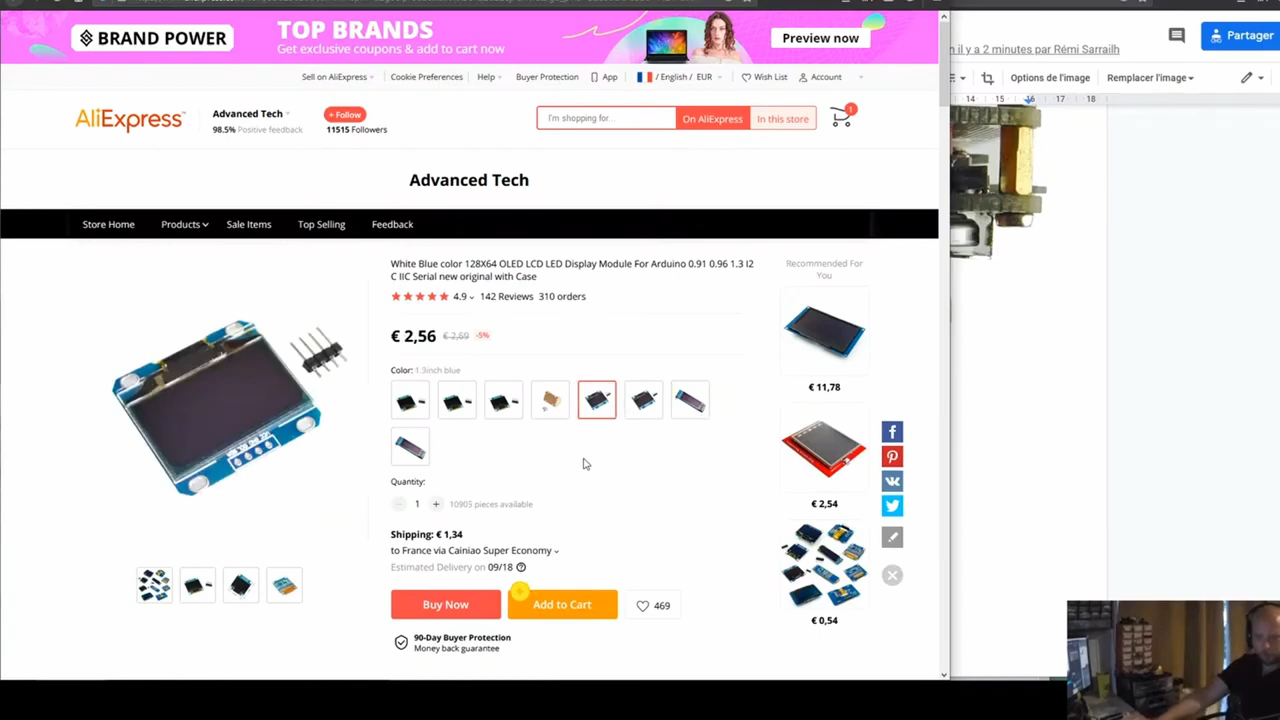 BRAND POWER
TOP BRANDS
Get exclusive coupons & add to cart now
Preview now
Sell on AliExpress
Cookie Preferences
Help
Buyer Protection
App
/ English / EUR
Wish List
Account
AliExpress
Advanced Tech
98.5% Positive feedback
+ Follow
11515 Followers
I'm shopping for...
On AliExpress
In this store
1
Advanced Tech
Store Home
Products
Sale Items
Top Selling
Feedback
White Blue color 128X64 OLED LCD LED Display Module For Arduino 0.91 0.96 1.3 I2
C IIC Serial new original with Case
4.9
142 Reviews
310 orders
€ 2,56
€ 2,69
-5%
Color: 1.3inch blue
Quantity:
1
10905 pieces available
Shipping: € 1,34
to France via Cainiao Super Economy
Estimated Delivery on 09/18
Buy Now
Add to Cart
469
90-Day Buyer Protection
Money back guarantee
Recommended For
You
€ 11,78
€ 2,54
€ 0,54
n il y a 2 minutes par Rémi Sarrailh
Partager
Options de l'image
Remplacer l'image
14 15 16 17 18